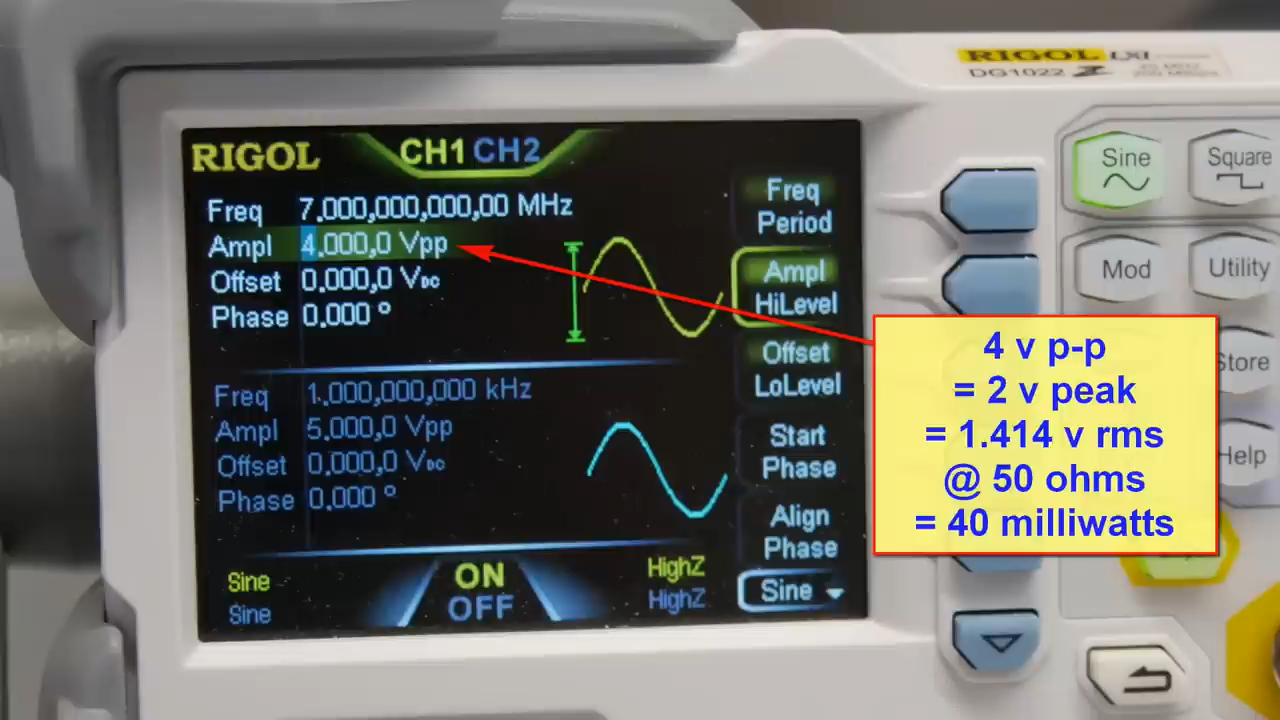 RIGOL LXI
DG1022 Z
RIGOL CH1 CH2
Freq 7.000,000,000,00 MHz
Ampl 4.000,0 Vpp
Offset 0.000,0 VDC
Phase 0.000 °
Freq 1.000,000,000 kHz
Ampl 5.000,0 Vpp
Offset 0.000,0 VDC
Phase 0.000 °
Sine ON HighZ
Sine OFF HighZ
Freq
Period
Ampl
HiLevel
Offset
LoLevel
Start
Phase
Align
Phase
Sine
Sine Square
Mod Utility
Store
Help
4 v p-p
= 2 v peak
= 1.414 v rms
@ 50 ohms
= 40 milliwatts